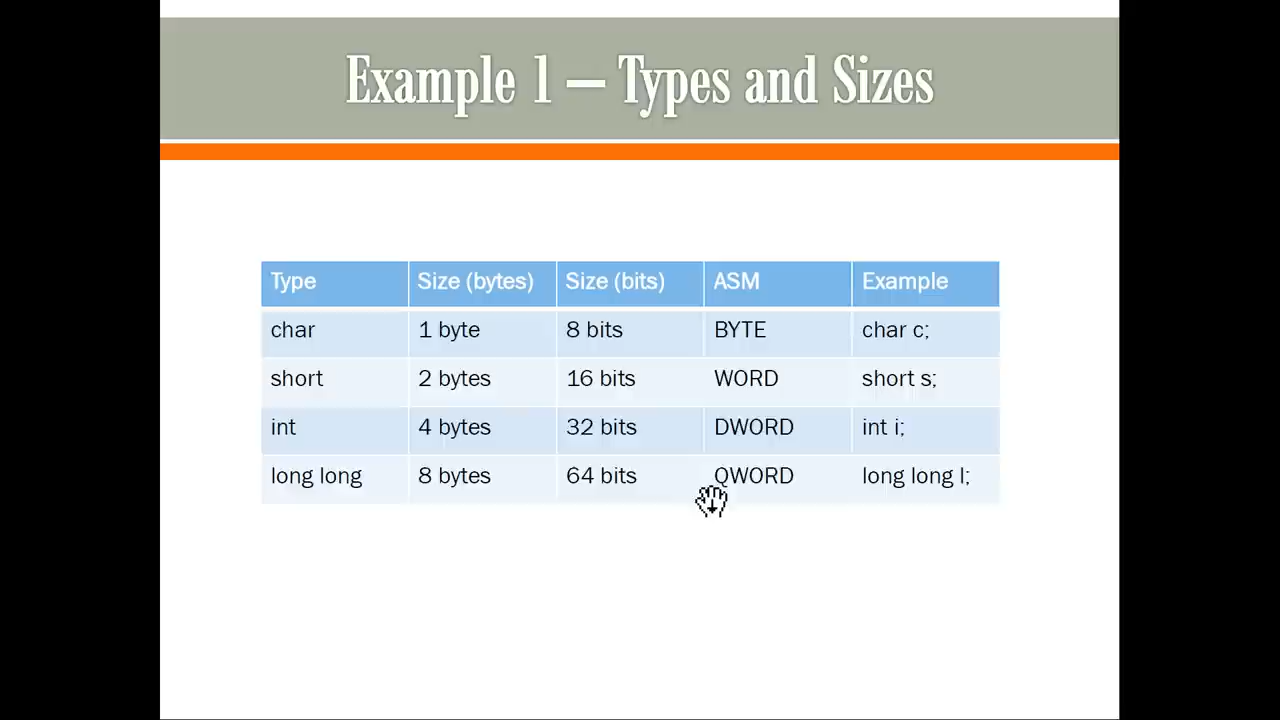 Example 1 – Types and Sizes
Type Size (bytes) Size (bits) ASM Example
char 1 byte 8 bits BYTE char c;
short 2 bytes 16 bits WORD short s;
int 4 bytes 32 bits DWORD int i;
long long 8 bytes 64 bits QWORD long long l;